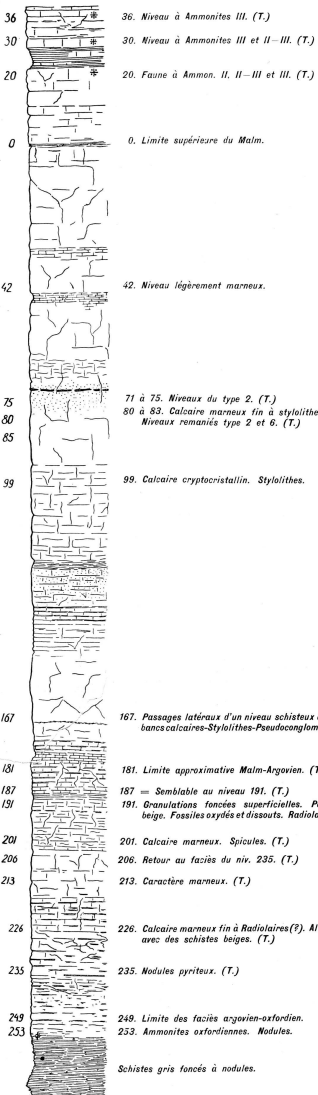 36 36. Niveau à Ammonites III. (T.)
30 30. Niveau à Ammonites III et II–III. (T.)
20 20. Faune à Ammon. II, II–III et III. (T.)
0 0. Limite supérieure du Malm.
42 42. Niveau légèrement marneux.
75 71 à 75. Niveaux du type 2. (T.)
80 80 à 83. Calcaire marneux fin à stylolithe
Niveaux remaniés type 2 et 6. (T.)
85
99 99. Calcaire cryptocristallin. Stylolithes.
167 167. Passages latéraux d'un niveau schisteux
bancs calcaires-Stylolithes-Pseudoconglom
181 181. Limite approximative Malm-Argovien. (T
187 187 = Semblable au niveau 191. (T.)
191 191. Granulations foncées superficielles. P
beige. Fossiles oxydés et dissouts. Radiola
201 201. Calcaire marneux. Spicules. (T.)
206 206. Retour au faciès du niv. 235. (T.)
213 213. Caractère marneux. (T.)
226 226. Calcaire marneux fin à Radiolaires(?). Al
avec des schistes beiges. (T.)
235 235. Nodules pyriteux. (T.)
249 249. Limite des faciès argovien-oxfordien.
253 253. Ammonites oxfordiennes. Nodules.
Schistes gris foncés à nodules.